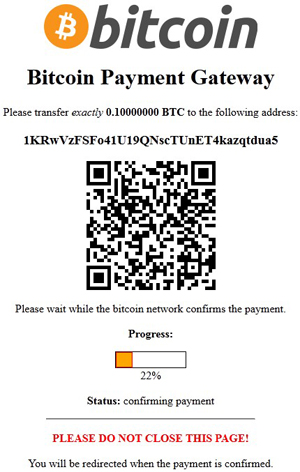 bitcoin
Bitcoin Payment Gateway
Please transfer exactly 0.10000000 BTC to the following address:
1KRwVzFSFo41U19QNscTUnET4kazqtdua5
Please wait while the bitcoin network confirms the payment.
Progress:
22%
Status: confirming payment
PLEASE DO NOT CLOSE THIS PAGE!
You will be redirected when the payment is confirmed.